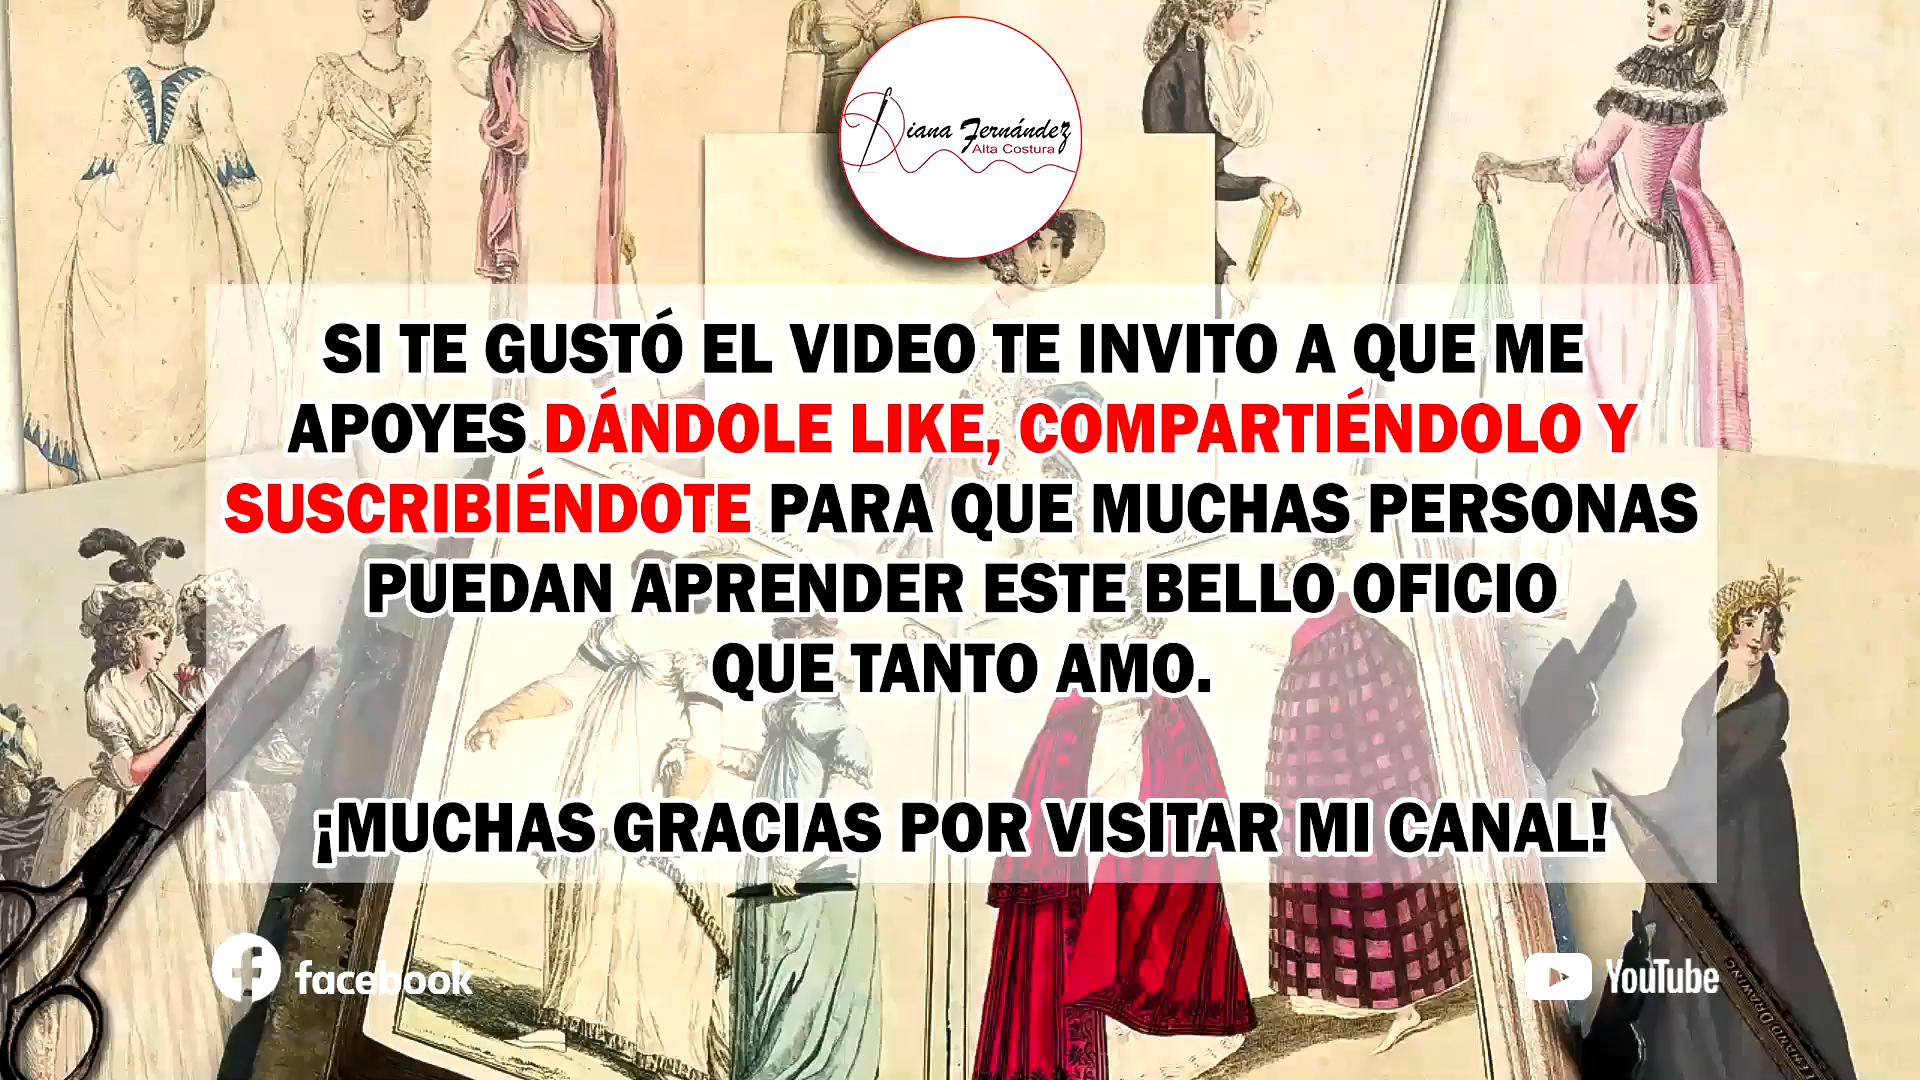 Diana Fernández
Alta Costura
SI TE GUSTÓ EL VIDEO TE INVITO A QUE ME
APOYES DÁNDOLE LIKE, COMPARTIÉNDOLO Y
SUSCRIBIÉNDOTE PARA QUE MUCHAS PERSONAS
PUEDAN APRENDER ESTE BELLO OFICIO
QUE TANTO AMO.
¡MUCHAS GRACIAS POR VISITAR MI CANAL!
facebook
YouTube